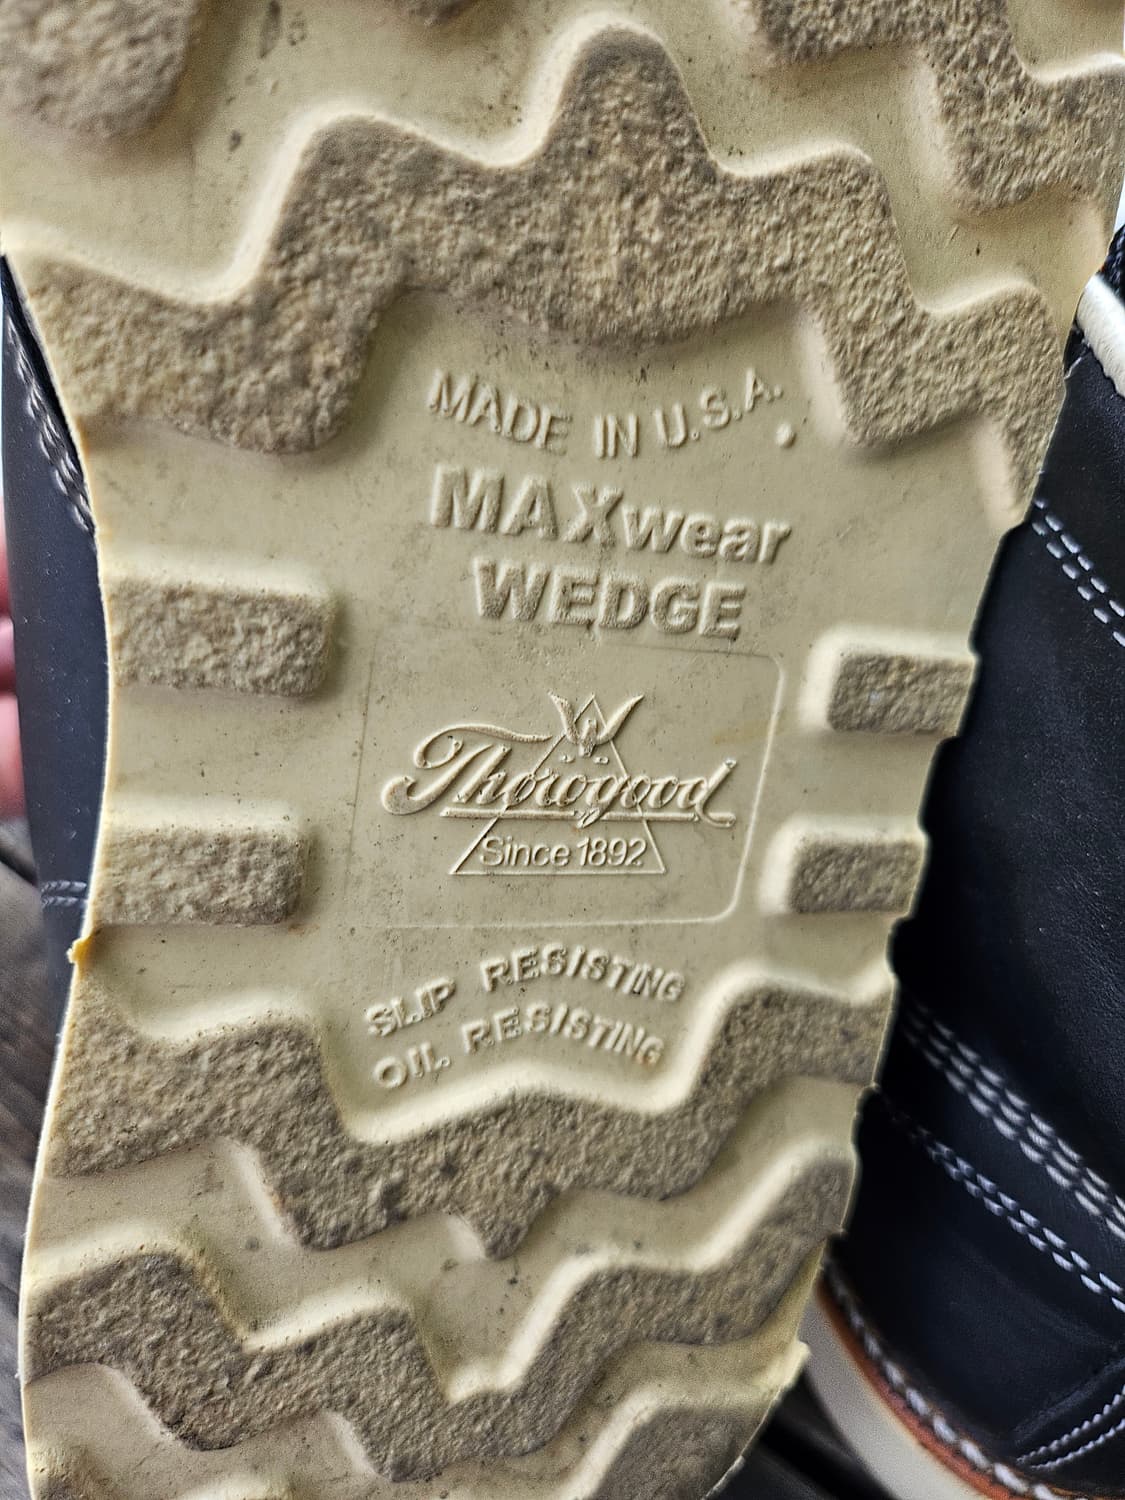 MADE IN U.S.A.
MAXwear
WEDGE
Thorogood
Since 1892
SLIP RESISTING
OIL RESISTING